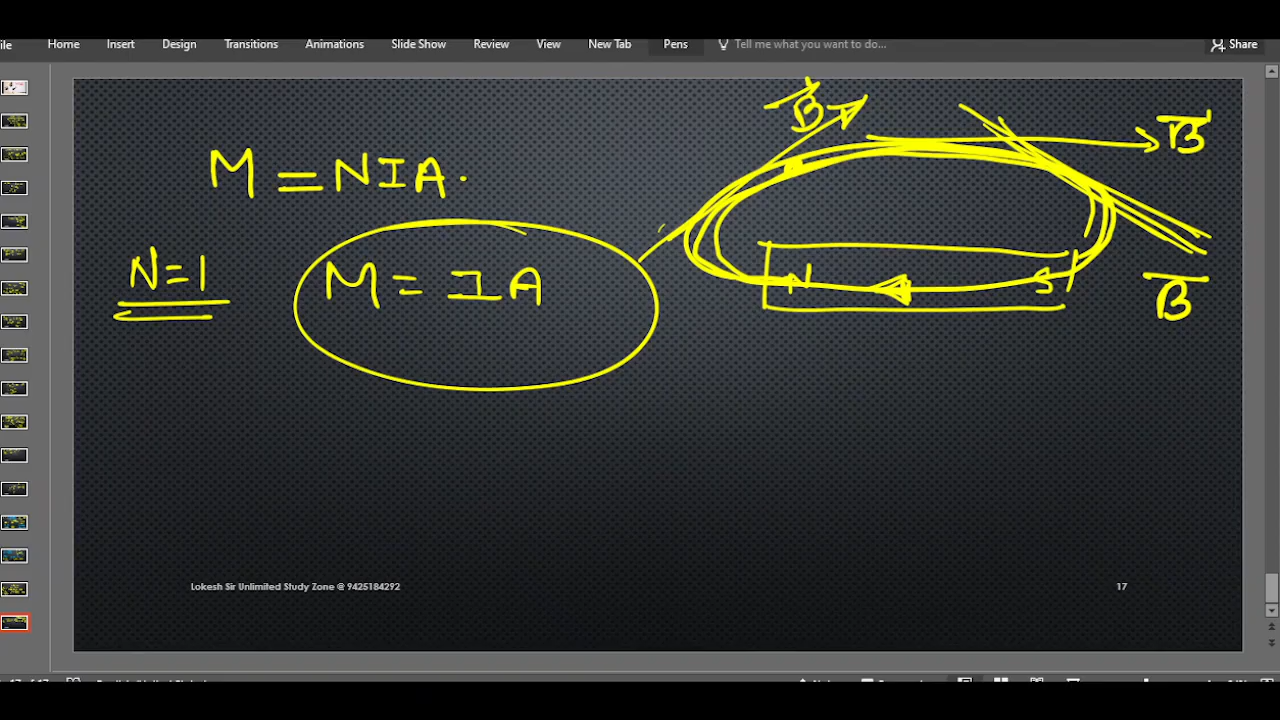 File Home Insert Design Transitions Animations Slide Show Review View New Tab Pens Tell me what you want to do... Share
B
B
M = NIA.
N=1
M = IA
N S
B
Lokesh Sir Unlimited Study Zone @ 9425184292 17